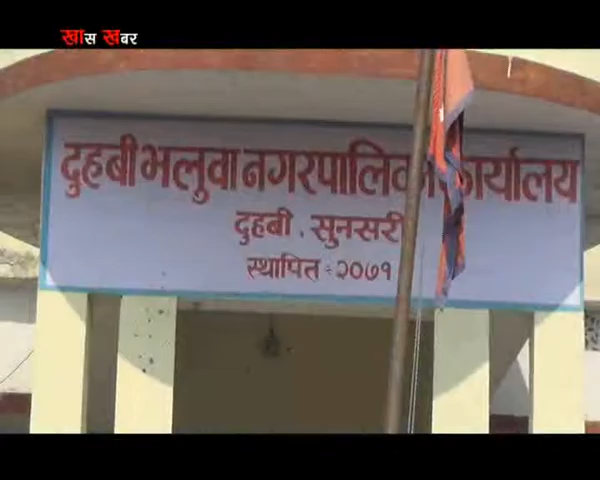 खास खबर
दुहबी भलुवा नगरपालिका कार्यालय
दुहबी . सुनसरी
स्थापित : २०७१